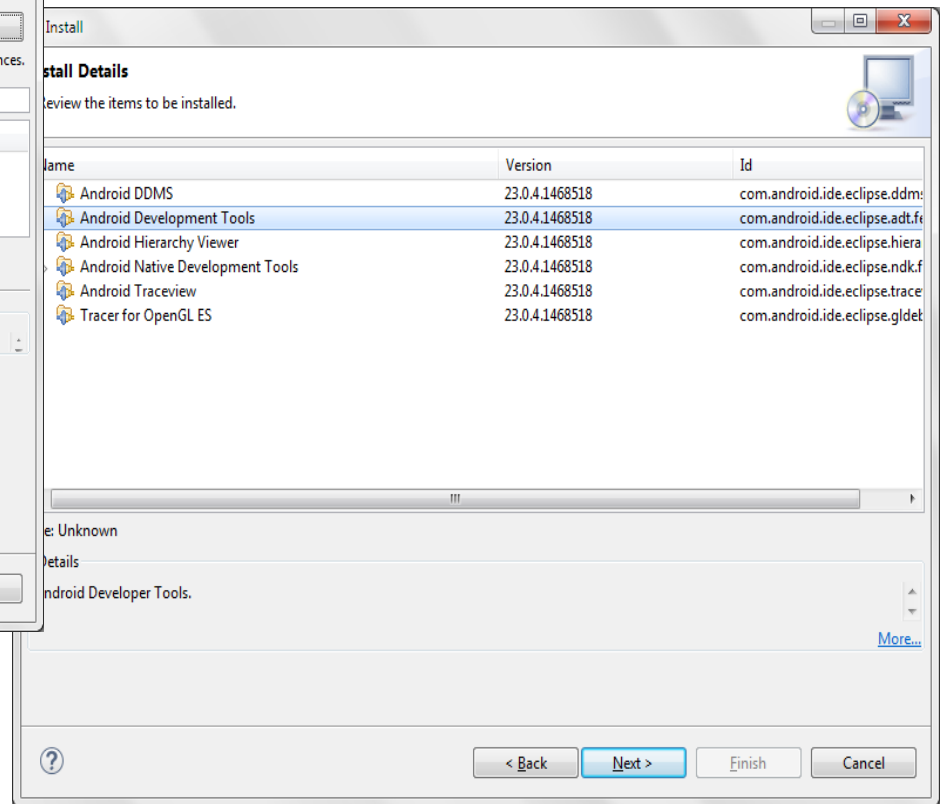 nces.
Install
stall Details
Review the items to be installed.
Name Version Id
Android DDMS 23.0.4.1468518 com.android.ide.eclipse.ddms
Android Development Tools 23.0.4.1468518 com.android.ide.eclipse.adt.fe
Android Hierarchy Viewer 23.0.4.1468518 com.android.ide.eclipse.hiera
Android Native Development Tools 23.0.4.1468518 com.android.ide.eclipse.ndk.f
Android Traceview 23.0.4.1468518 com.android.ide.eclipse.tracev
Tracer for OpenGL ES 23.0.4.1468518 com.android.ide.eclipse.gldeb
e: Unknown
Details
ndroid Developer Tools.
More...
< Back Next > Finish Cancel